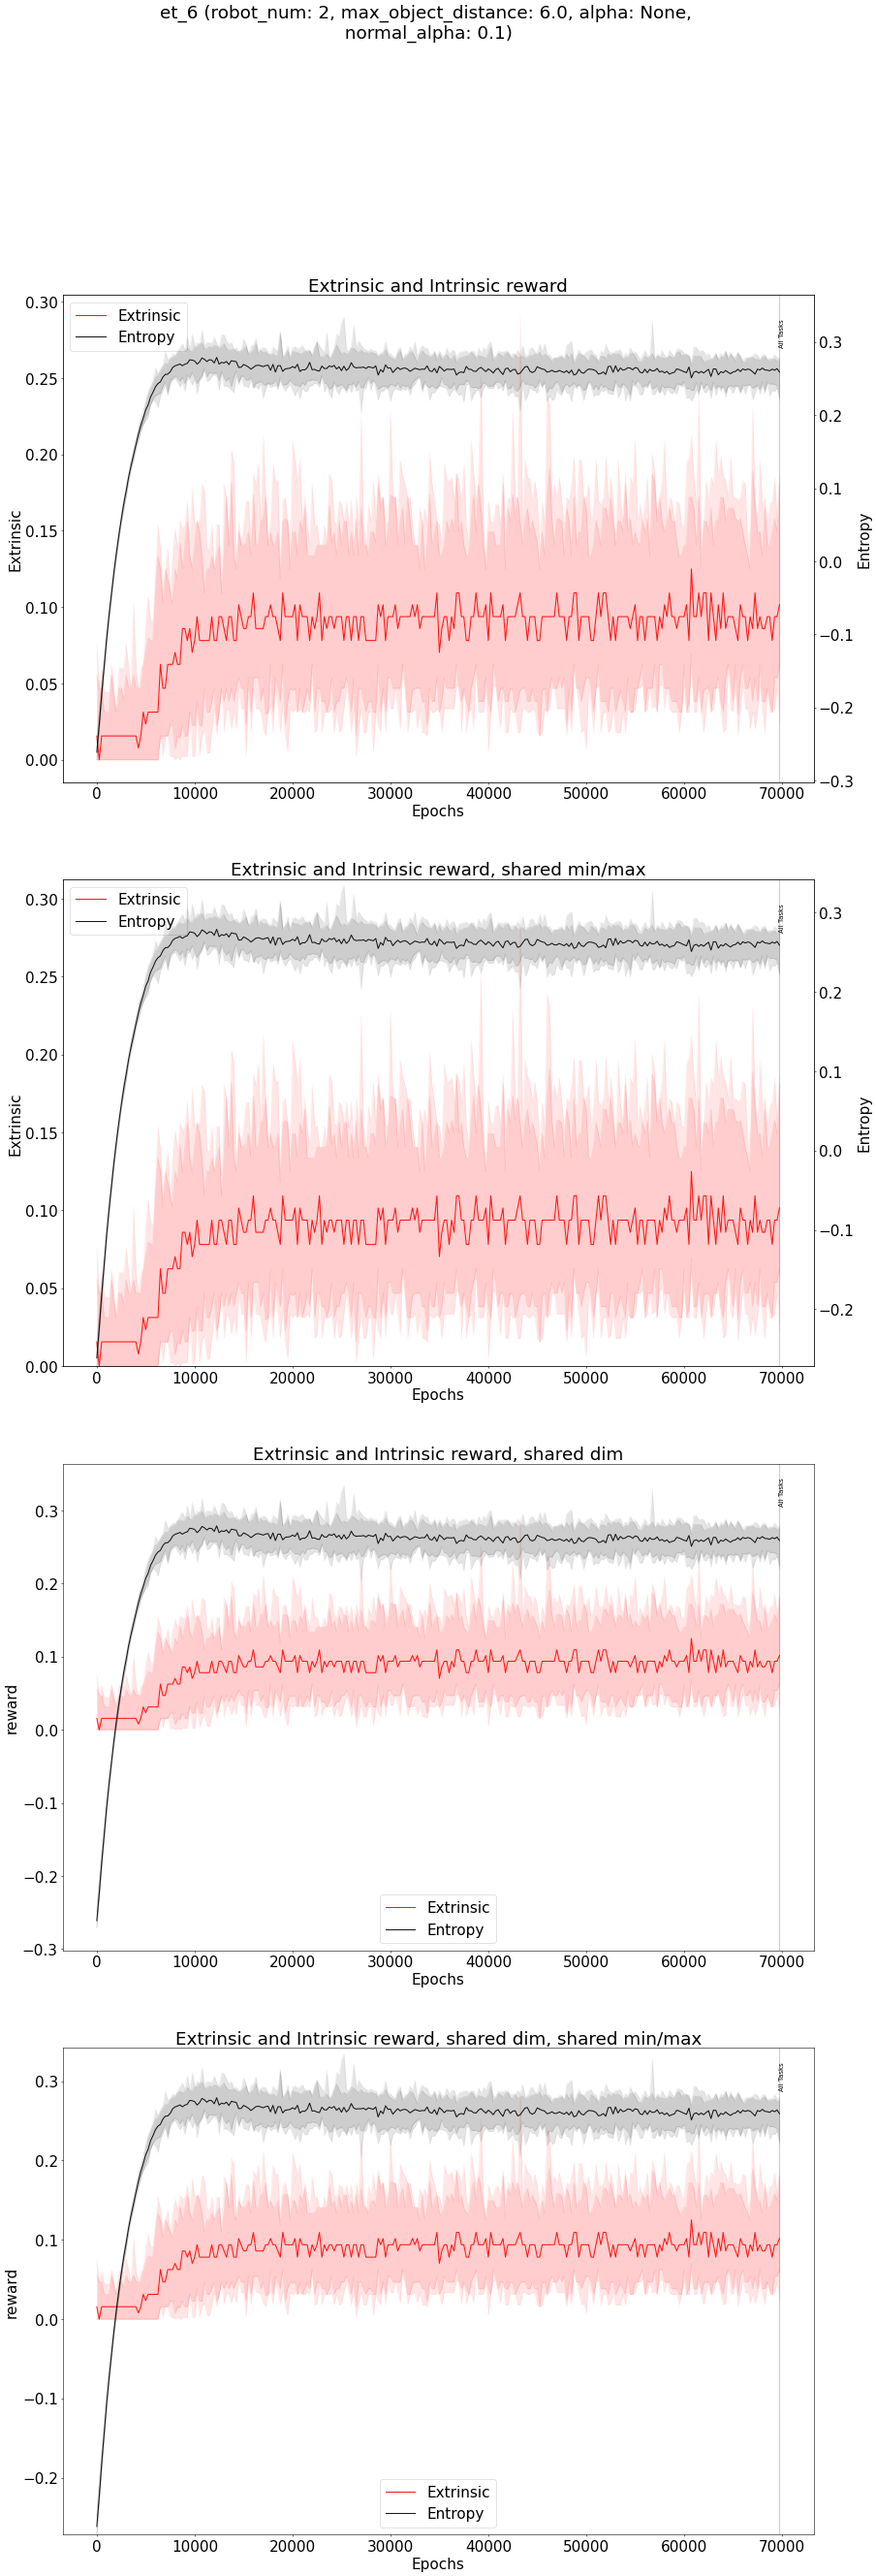 et_6 (robot_num: 2, max_object_distance: 6.0, alpha: None,
normal_alpha: 0.1)
Extrinsic and Intrinsic reward
Extrinsic
Entropy
All Tasks
0.30
0.25
0.20
0.15
0.10
0.05
0.00
Extrinsic
0.3
0.2
0.1
0.0
−0.1
−0.2
−0.3
Entropy
0 10000 20000 30000 40000 50000 60000 70000
Epochs
Extrinsic and Intrinsic reward, shared min/max
Extrinsic
Entropy
All Tasks
0.30
0.25
0.20
0.15
0.10
0.05
0.00
Extrinsic
0.3
0.2
0.1
0.0
−0.1
−0.2
Entropy
0 10000 20000 30000 40000 50000 60000 70000
Epochs
Extrinsic and Intrinsic reward, shared dim
All Tasks
0.3
0.2
0.1
0.0
−0.1
−0.2
−0.3
reward
Extrinsic
Entropy
0 10000 20000 30000 40000 50000 60000 70000
Epochs
Extrinsic and Intrinsic reward, shared dim, shared min/max
All Tasks
0.3
0.2
0.1
0.0
−0.1
−0.2
reward
Extrinsic
Entropy
0 10000 20000 30000 40000 50000 60000 70000
Epochs